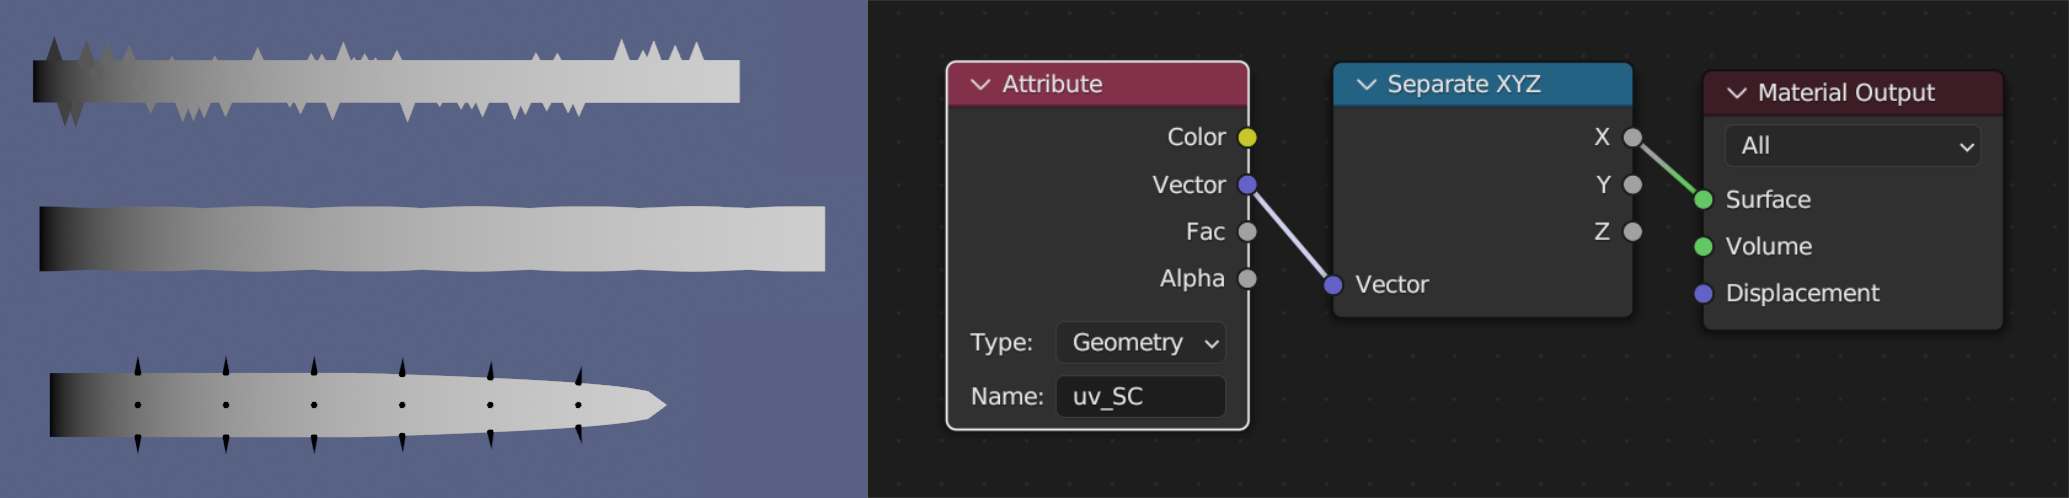 Attribute
Color
Vector
Fac
Alpha
Type: Geometry
Name: uv_SC
Separate XYZ
X
Y
Z
Vector
Material Output
All
Surface
Volume
Displacement